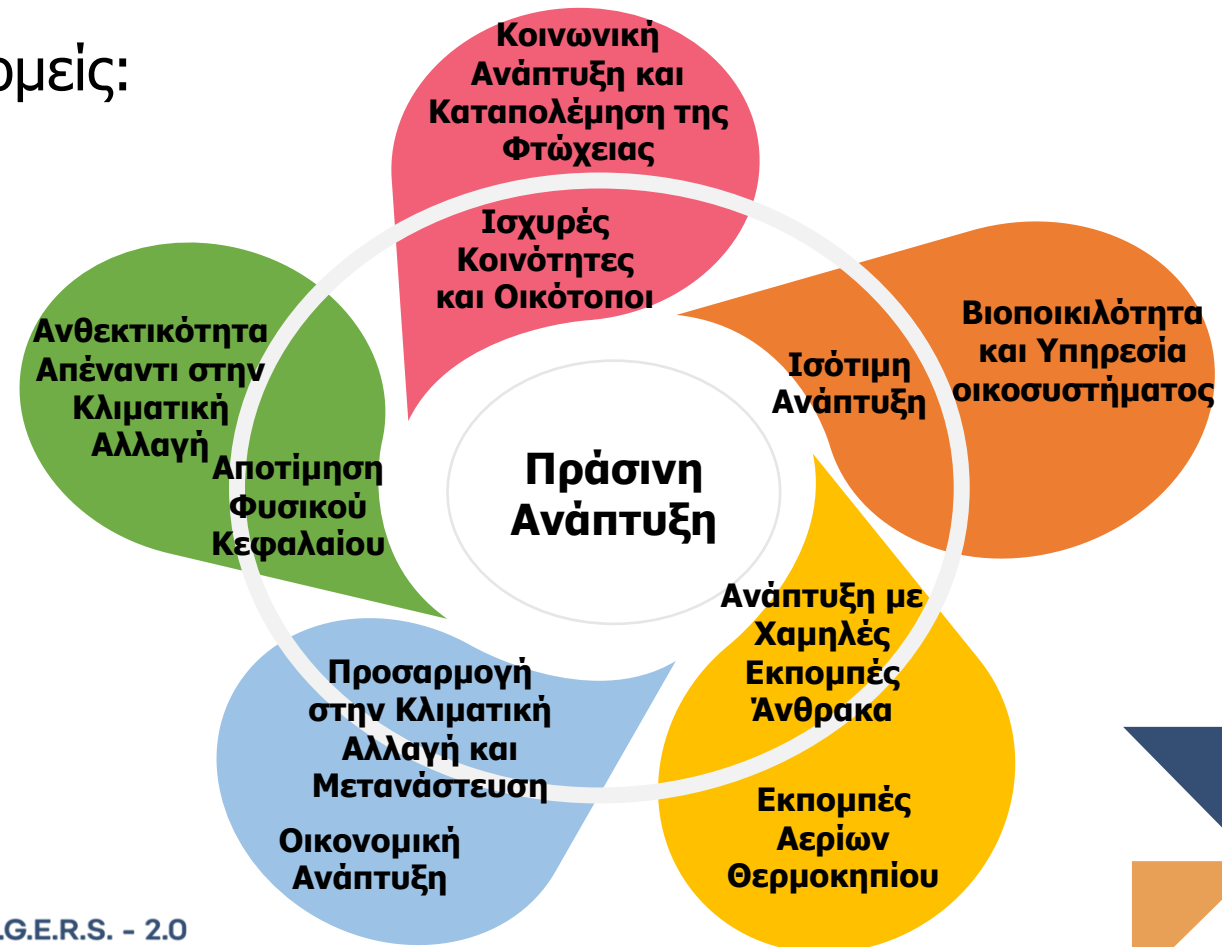 ομείς:
Κοινωνική
Ανάπτυξη και
Καταπολέμηση της
Φτώχειας
Ισχυρές
Κοινότητες
και Οικότοποι
Βιοποικιλότητα
και Υπηρεσία
οικοσυστήματος
Ισότιμη
Ανάπτυξη
Ανθεκτικότητα
Απέναντι στην
Κλιματική
Αλλαγή
Αποτίμηση
Φυσικού
Κεφαλαίου
Πράσινη
Ανάπτυξη
Ανάπτυξη με
Χαμηλές
Εκπομπές
Άνθρακα
Εκπομπές
Αερίων
Θερμοκηπίου
Προσαρμογή
στην Κλιματική
Αλλαγή και
Μετανάστευση
Οικονομική
Ανάπτυξη
.G.E.R.S. - 2.0